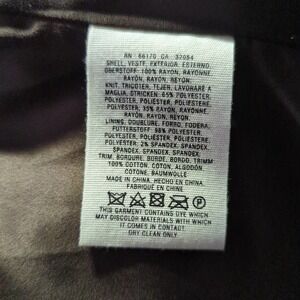 RN 66170 CA 32054
SHELL, VESTE, EXTERIOR, ESTERNO,
OBERSTOFF: 100% RAYON, RAYONNE,
RAYON, REYON,
KNIT, TRICOTER, TEJER, LAVORARE A
MAGLIA, STRICKEN: 65% POLYESTER,
POLYESTER, POLIÉSTER, POLIESTERE,
POLYESTER; 35% RAYON, RAYONNE,
RAYON, RAYON, REYON
LINING, DOUBLURE, FORRO, FODERA,
FUTTERSTOFF: 98% POLYESTER,
POLYESTER, POLIÉSTER, POLIESTERE,
POLYESTER; 2% SPANDEX, SPANDEX,
SPANDEX, SPANDEX, SPANDEX
TRIM, BORDURE, BORDE, BORDO, TRIMM
100% COTTON, COTON, ALGODÓN
COTONE, BAUMWOLLE
MADE IN CHINA, HECHO EN CHINA,
FABRIQUÉ EN CHINE
THIS GARMENT CONTAINS DYE WHICH
MAY DISCOLOR MATERIALS WITH WHICH
IT COMES IN CONTACT
DRY CLEAN ONLY